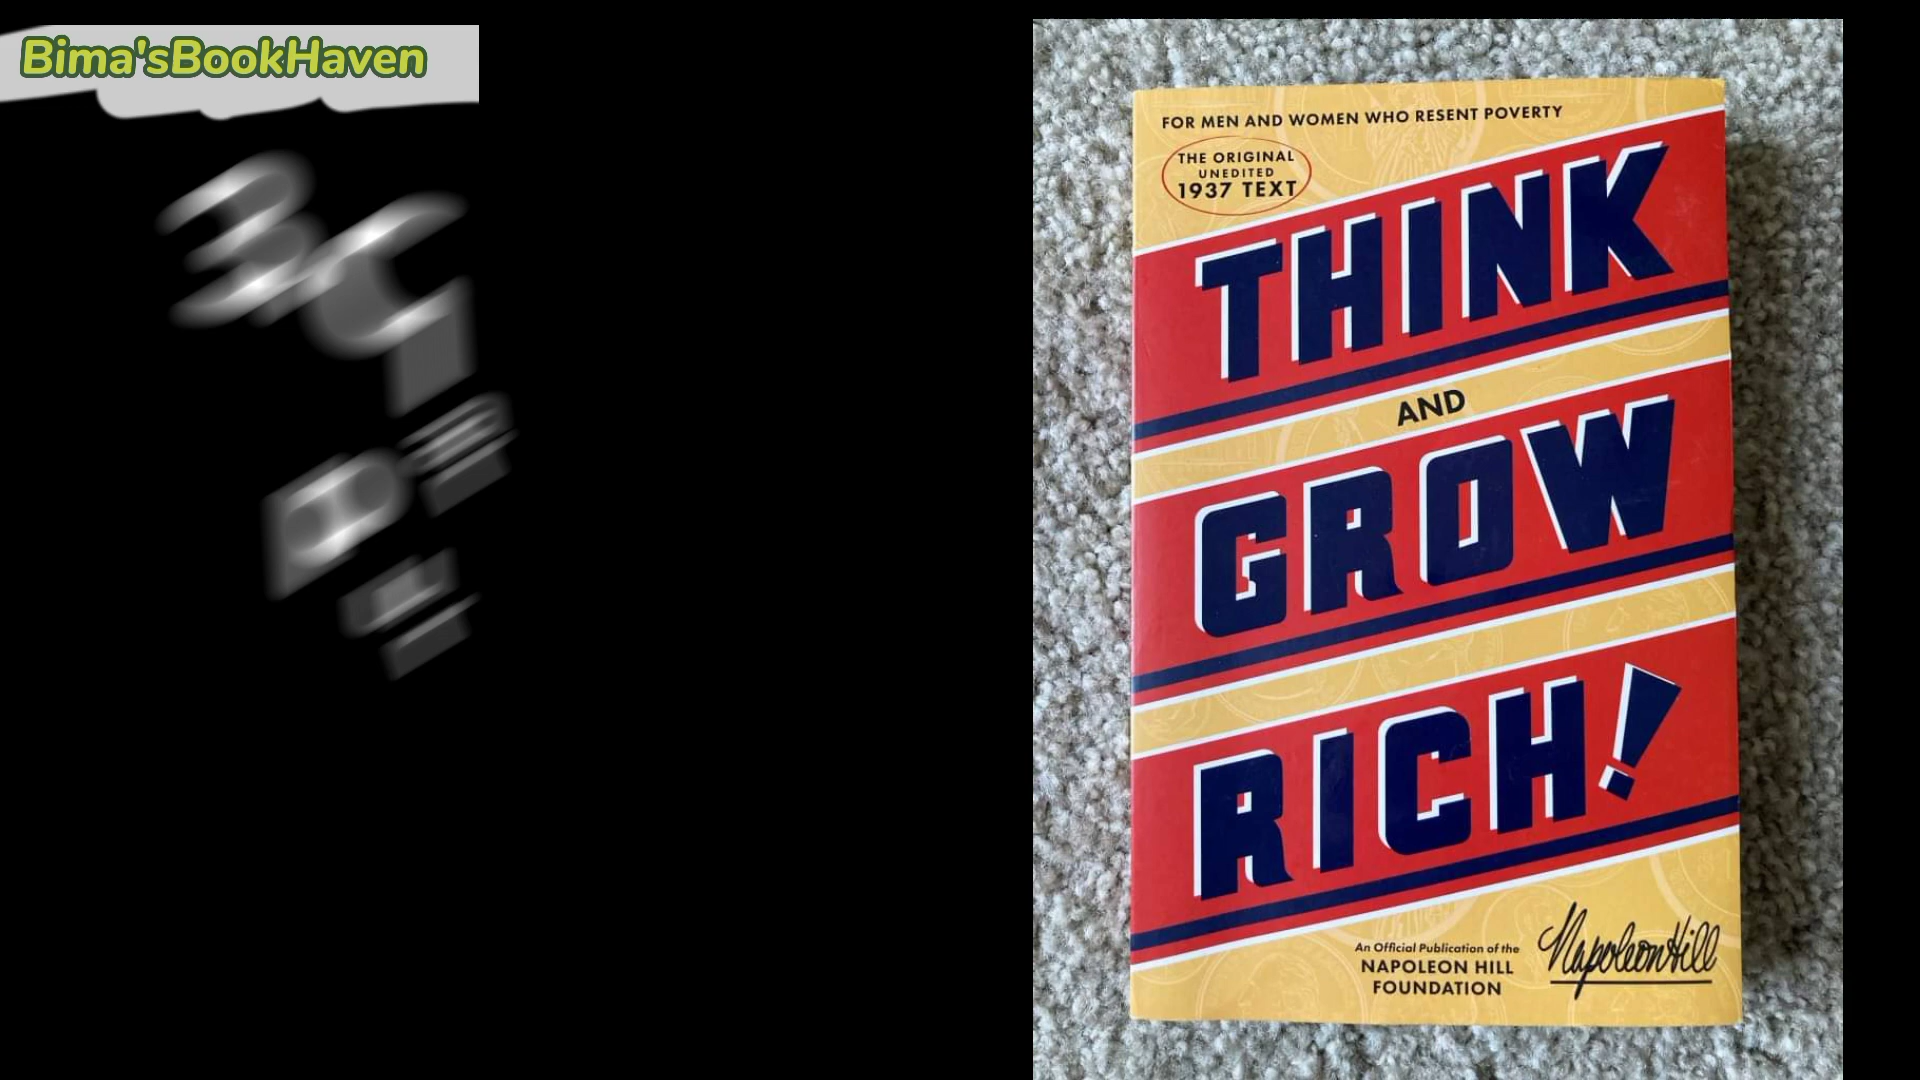 Bima'sBookHaven
FOR MEN AND WOMEN WHO RESENT POVERTY
THE ORIGINAL
UNEDITED
1937 TEXT
THINK
AND
GROW
RICH!
An Official Publication of the
NAPOLEON HILL
FOUNDATION
Napoleon Hill